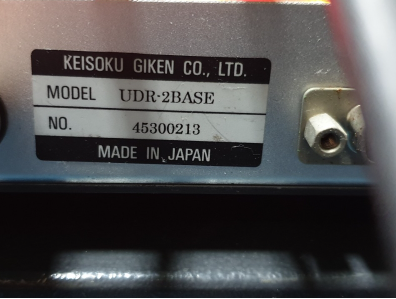 KEISOKU GIKEN CO., LTD.
MODEL UDR-2BASE
NO. 45300213
MADE IN JAPAN